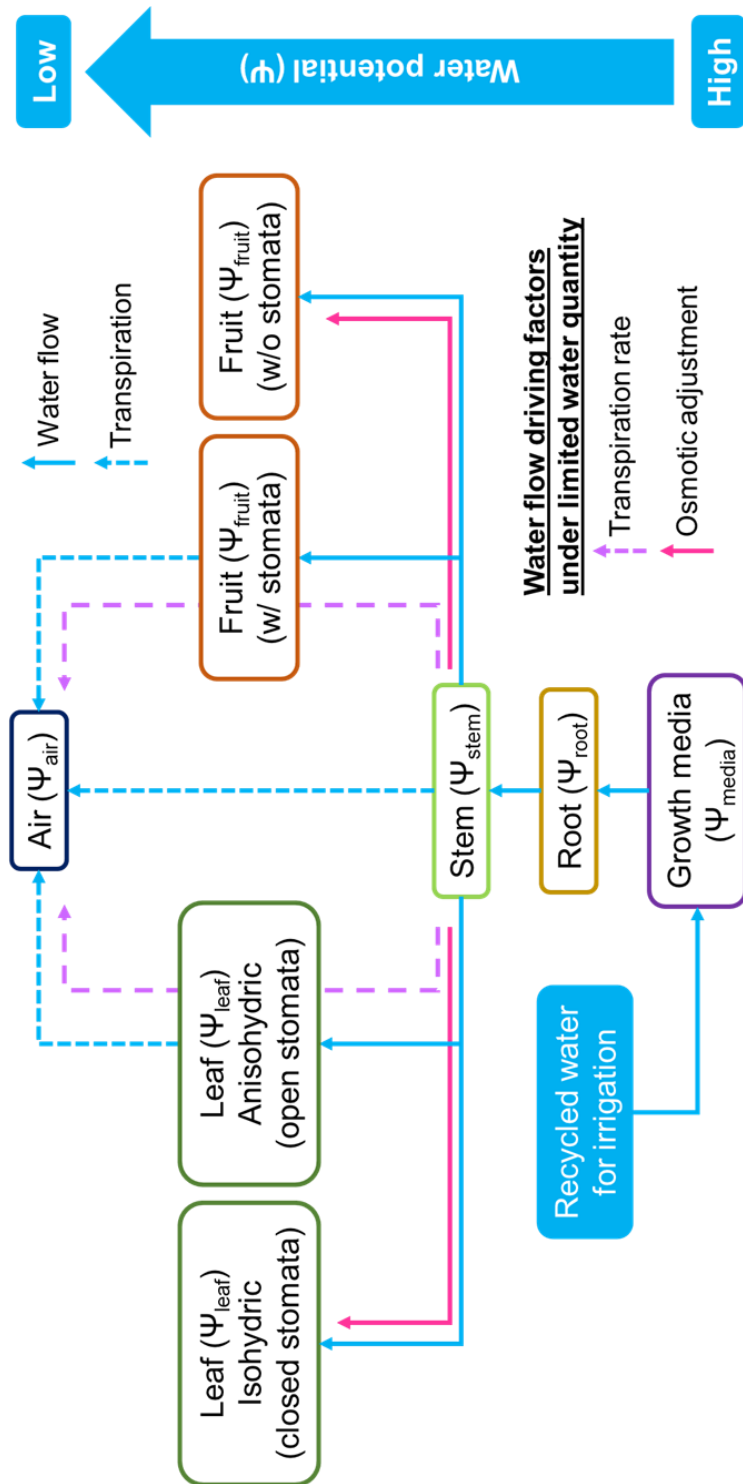 Low
Water potential (Ψ)
High
Water flow
Transpiration
Air (Ψair)
Leaf (Ψleaf)
Isohydric
(closed stomata)
Leaf (Ψleaf)
Anisohydric
(open stomata)
Fruit (Ψfruit)
(w/ stomata)
Fruit (Ψfruit)
(w/o stomata)
Stem (Ψstem)
Root (Ψroot)
Growth media
(Ψmedia)
Recycled water
for irrigation
Water flow driving factors
under limited water quantity
Transpiration rate
Osmotic adjustment